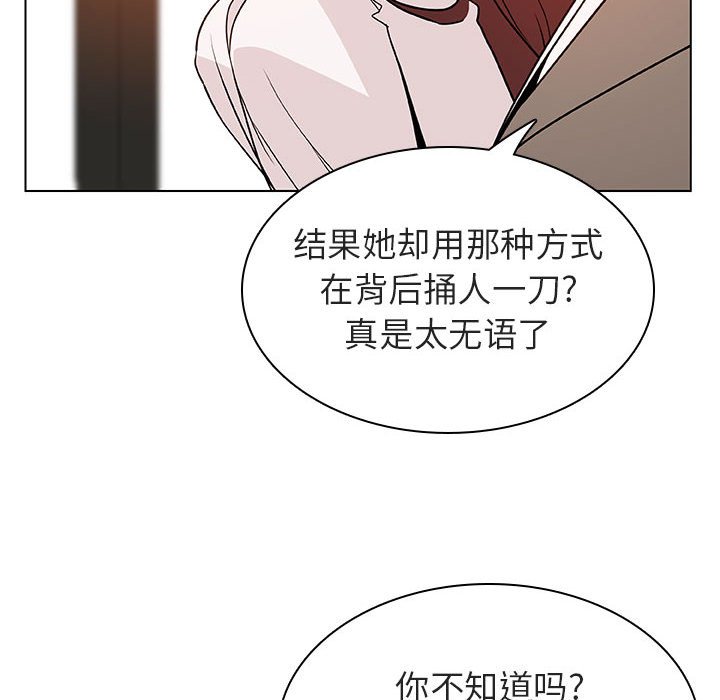 结果她却用那种方式
在背后捅人一刀?
真是太无语了
你不知道吗?